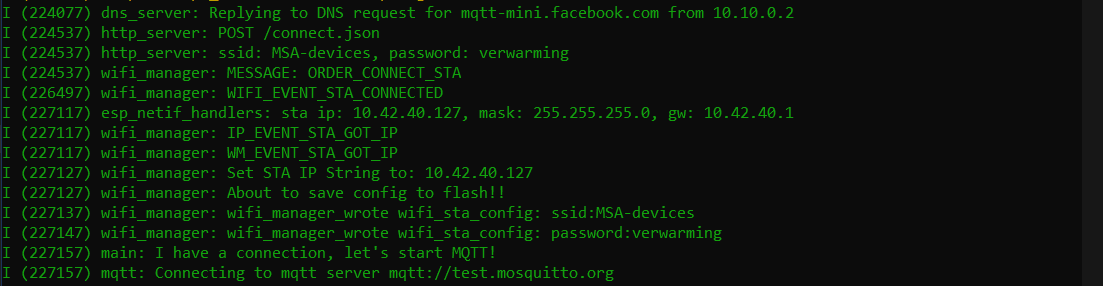 I (224077) dns_server: Replying to DNS request for mqtt-mini.facebook.com from 10.10.0.2
I (224537) http_server: POST /connect.json
I (224537) http_server: ssid: MSA-devices, password: verwarming
I (224537) wifi_manager: MESSAGE: ORDER_CONNECT_STA
I (226497) wifi_manager: WIFI_EVENT_STA_CONNECTED
I (227117) esp_netif_handlers: sta ip: 10.42.40.127, mask: 255.255.255.0, gw: 10.42.40.1
I (227117) wifi_manager: IP_EVENT_STA_GOT_IP
I (227117) wifi_manager: WM_EVENT_STA_GOT_IP
I (227127) wifi_manager: Set STA IP String to: 10.42.40.127
I (227127) wifi_manager: About to save config to flash!!
I (227137) wifi_manager: wifi_manager_wrote wifi_sta_config: ssid:MSA-devices
I (227147) wifi_manager: wifi_manager_wrote wifi_sta_config: password:verwarming
I (227157) main: I have a connection, let's start MQTT!
I (227157) mqtt: Connecting to mqtt server mqtt://test.mosquitto.org